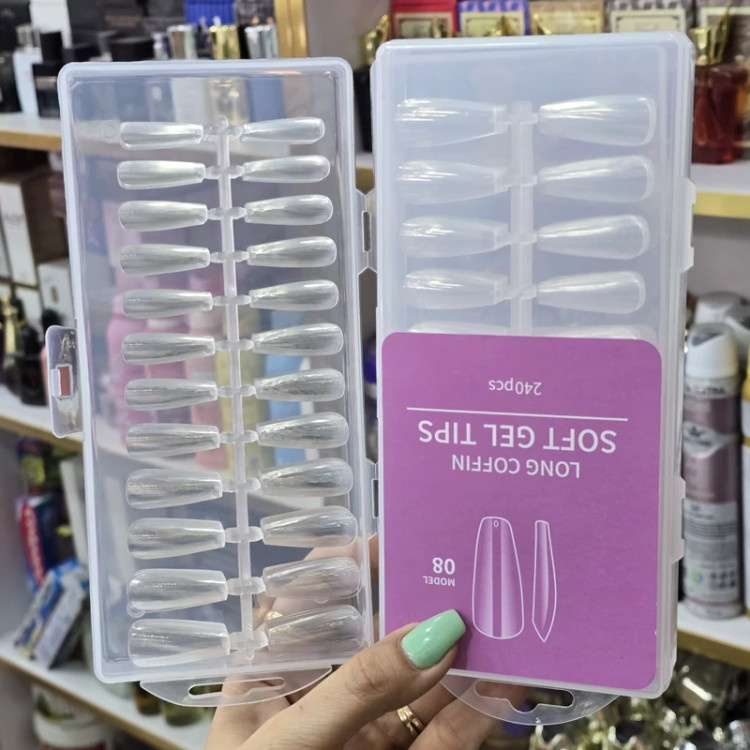 MODEL
08
LONG COFFIN
SOFT GEL TIPS
240pcs